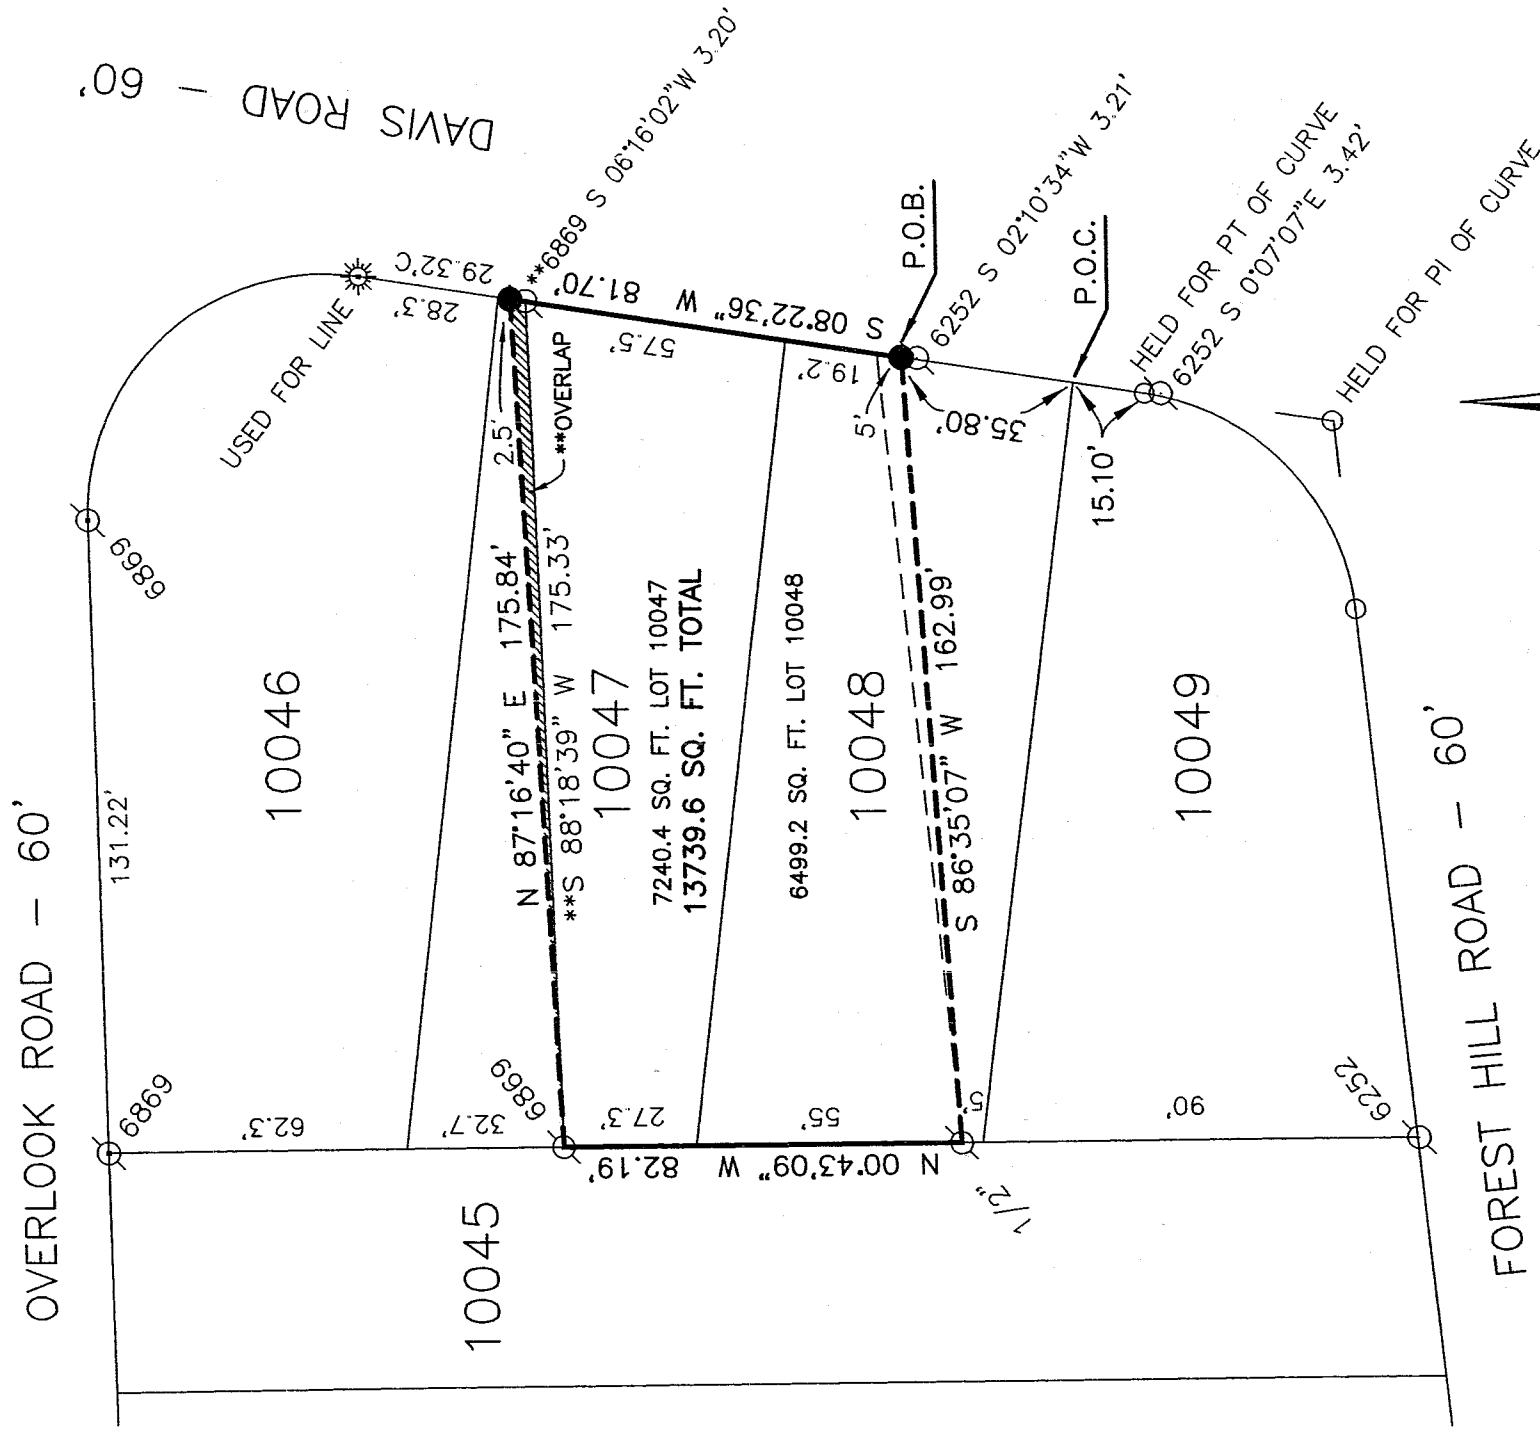 DAVIS ROAD - 60'
OVERLOOK ROAD - 60'
FOREST HILL ROAD - 60'
**6869 S 06°16'02"W 3.20'
USED FOR LINE
29.32'C
28.3'
2.5'
**OVERLAP
S 08°22'36" W 81.70'
57.5'
19.2'
5'
P.O.B.
6252 S 02°10'34"W 3.21'
P.O.C.
35.80'
15.10'
HELD FOR PT OF CURVE
6252 S 0°07'07"E 3.42'
HELD FOR PI OF CURVE
6869
131.22'
10046
N 87°16'40" E 175.84'
**S 88°18'39" W 175.33'
10047
7240.4 SQ. FT. LOT 10047
13739.6 SQ. FT. TOTAL
6499.2 SQ. FT. LOT 10048
10048
S 86°35'07" W 162.99'
10049
6869
62.3'
32.7'
6869
27.3'
55'
5'
90'
6252
N 00°43'09" W 82.19'
1/2"
10045